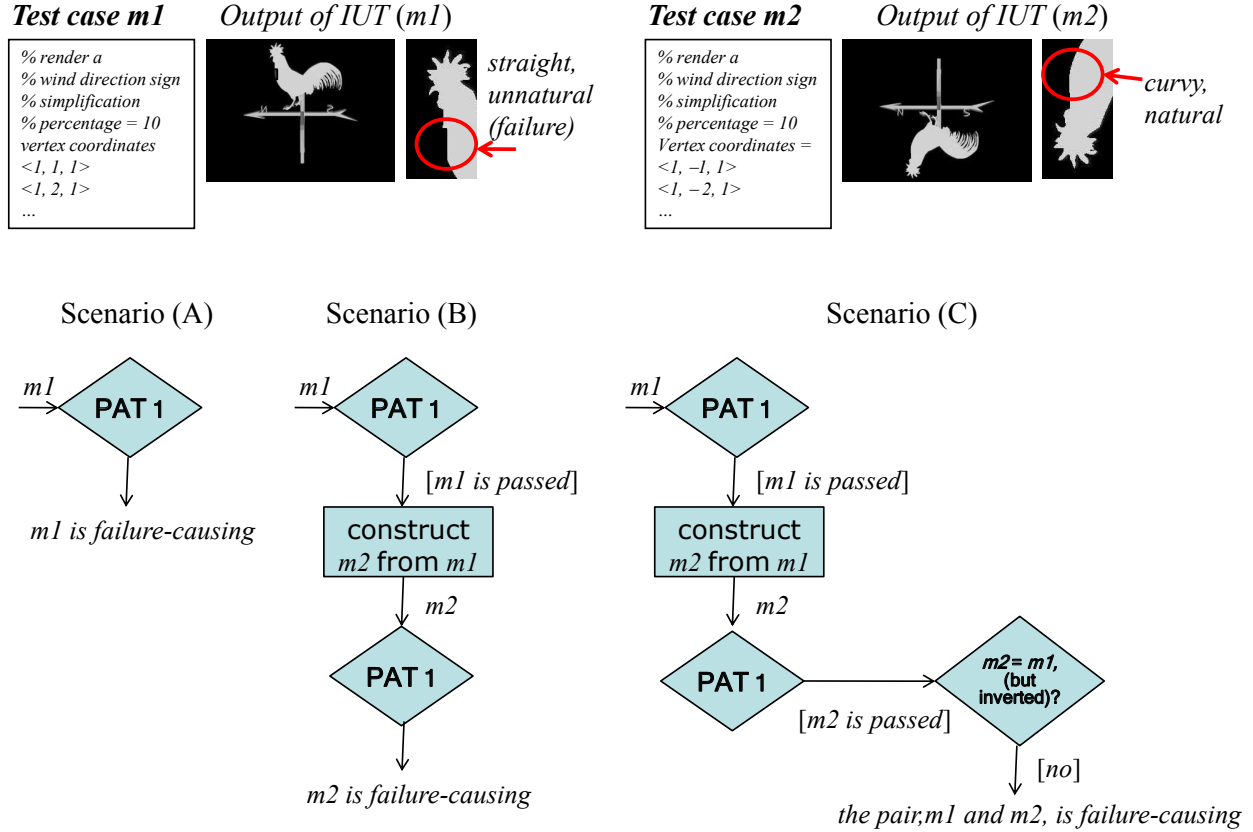 Test case m1
Output of IUT (m1)
% render a
% wind direction sign
% simplification
% percentage = 10
vertex coordinates
<1, 1, 1>
<1, 2, 1>
...
N
S
straight,
unnatural
(failure)
Test case m2
Output of IUT (m2)
% render a
% wind direction sign
% simplification
% percentage = 10
Vertex coordinates =
<1, –1, 1>
<1, –2, 1>
...
N
S
curvy,
natural
Scenario (A)
m1
PAT 1
m1 is failure-causing
Scenario (B)
m1
PAT 1
[m1 is passed]
construct
m2 from m1
m2
PAT 1
m2 is failure-causing
Scenario (C)
m1
PAT 1
[m1 is passed]
construct
m2 from m1
m2
PAT 1
[m2 is passed]
m2 = m1,
(but
inverted)?
[no]
the pair,m1 and m2, is failure-causing